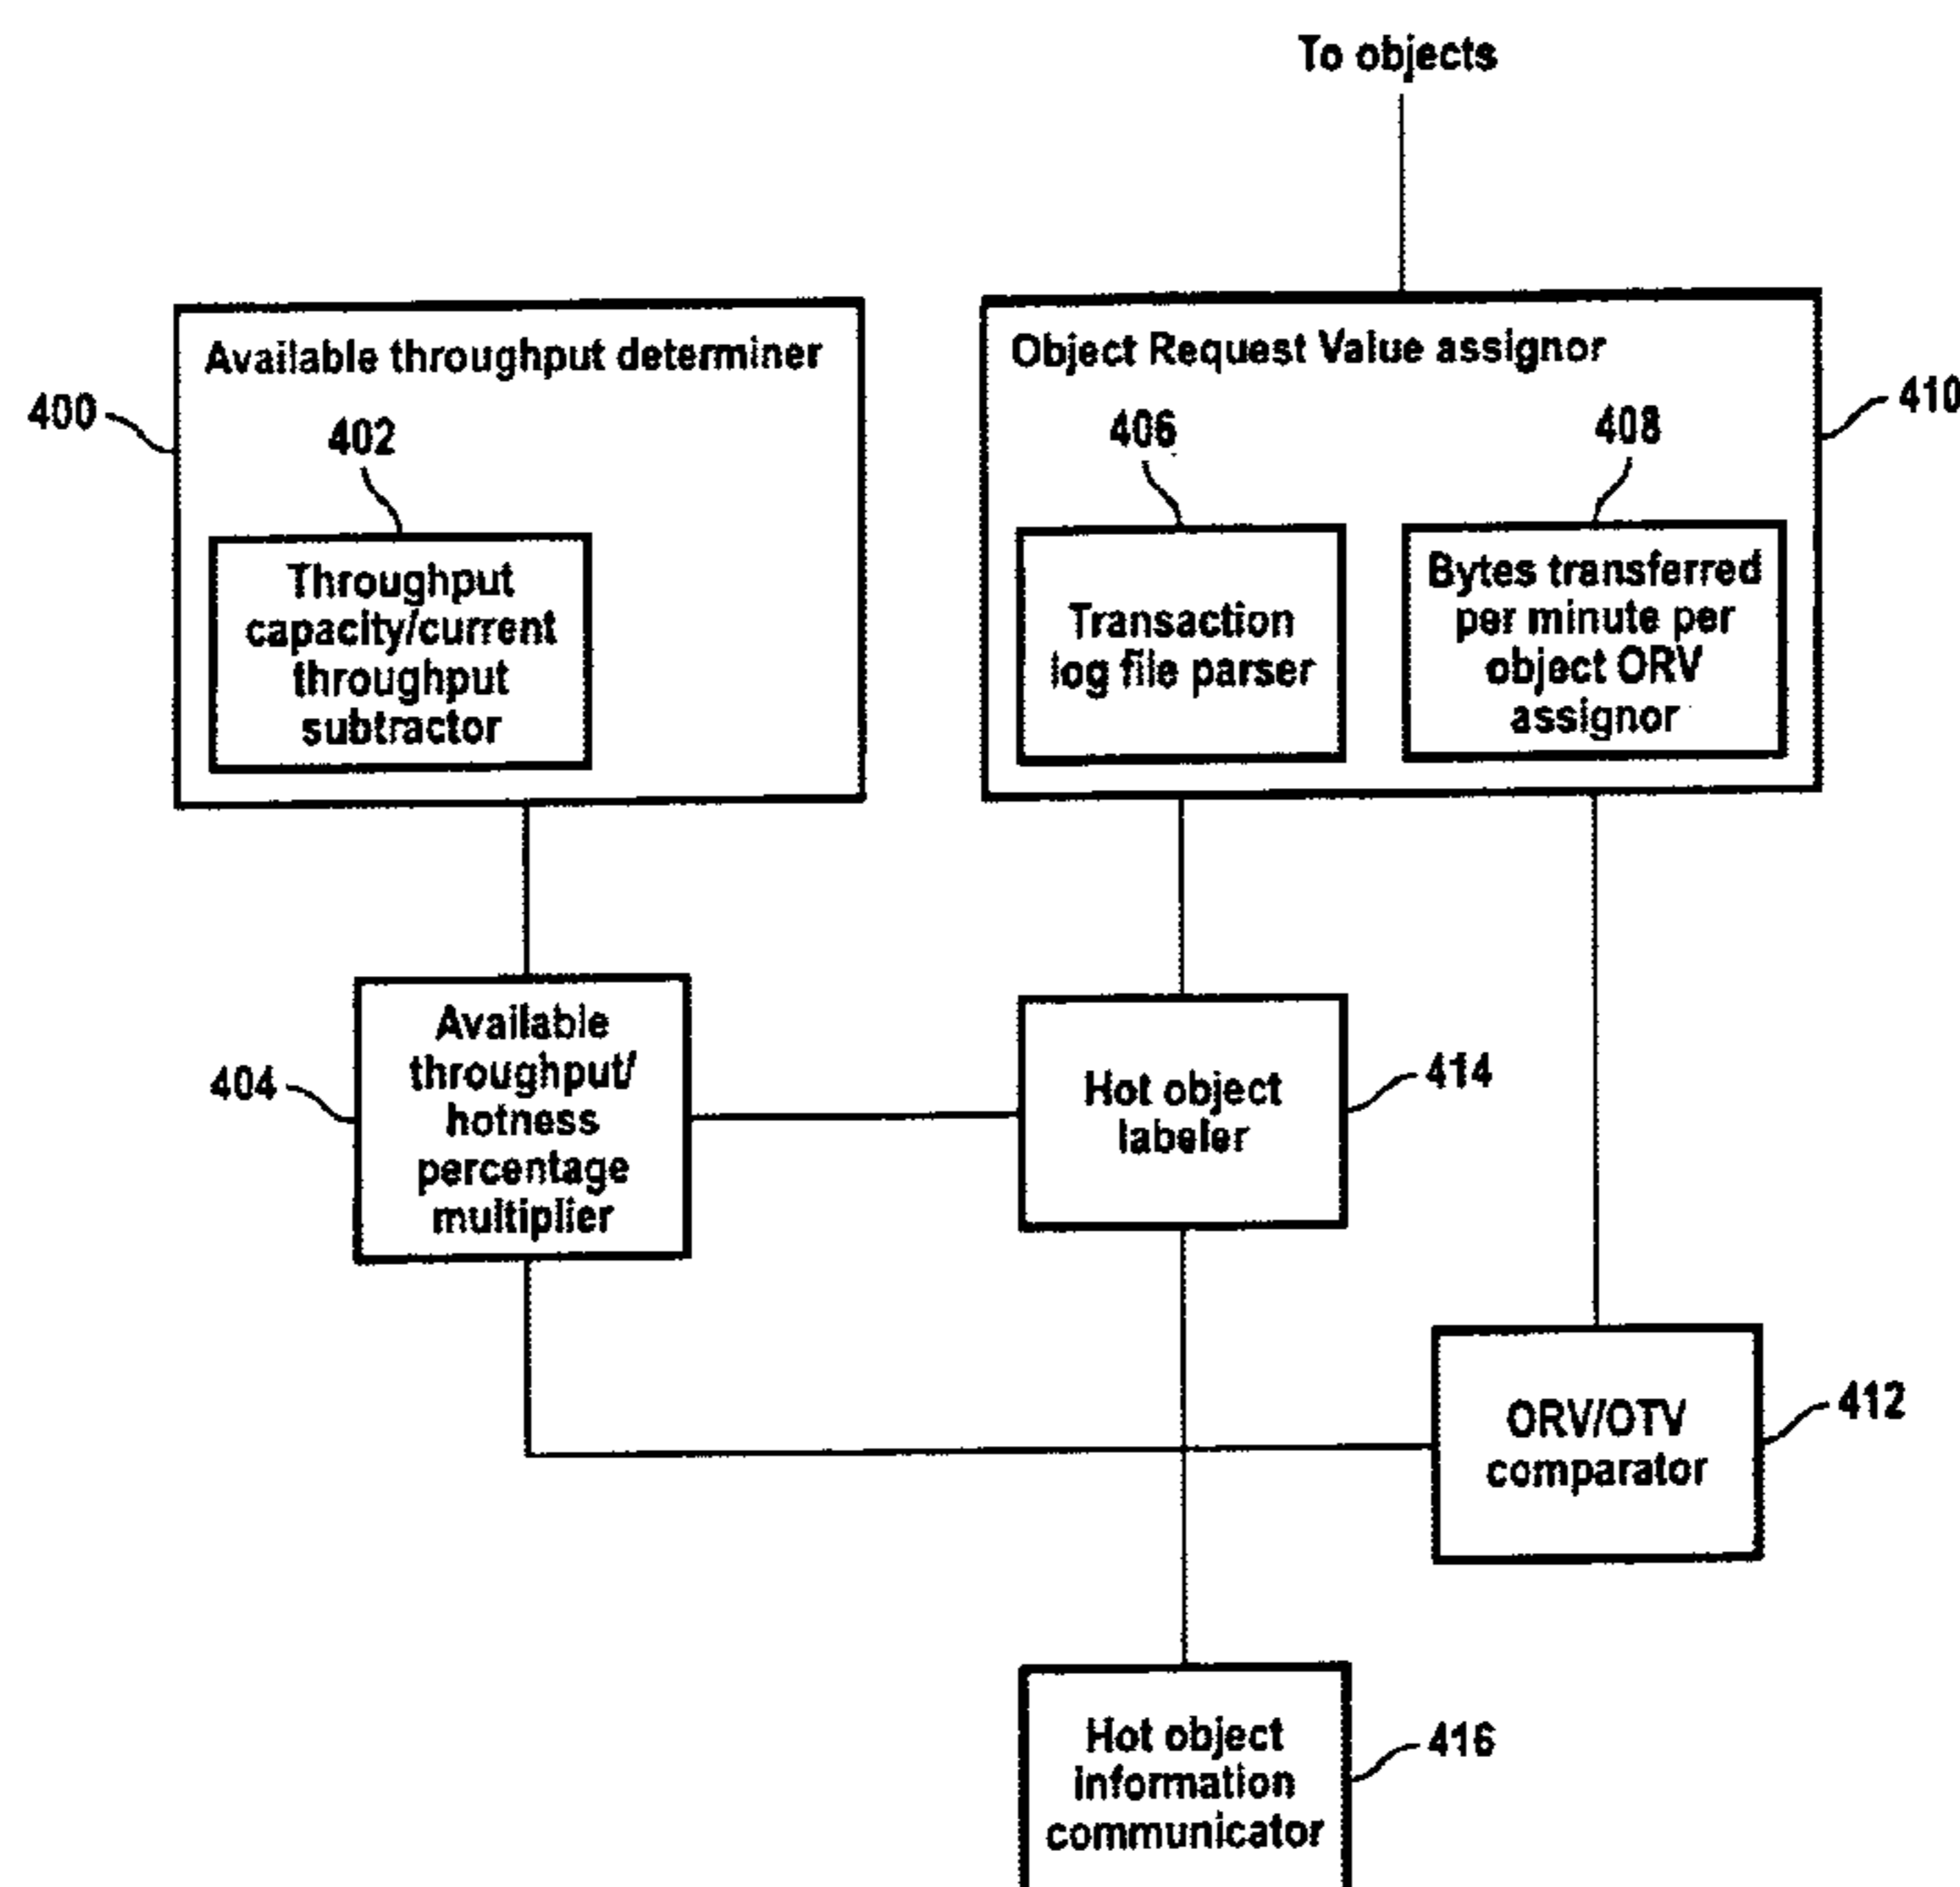 To objects
Available throughput determiner
Object Request Value assignor
400
410
402
406
408
Throughput
capacity/current
throughput
subtractor
Transaction
log file parser
Bytes transferred
per minute per
object ORV
assignor
Available
throughput/
hotness
percentage
multiplier
404
Hot object
labeler
414
ORV/OTV
comparator
412
Hot object
information
communicator
416